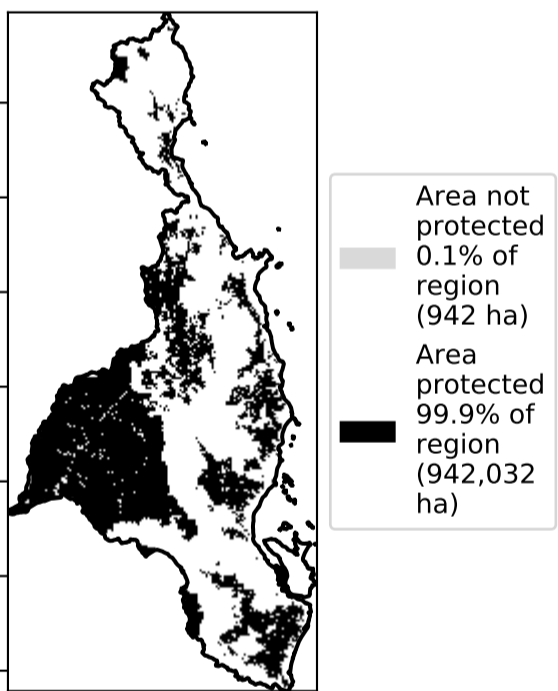 Area not
protected
0.1% of
region
(942 ha)
Area
protected
99.9% of
region
(942,032
ha)